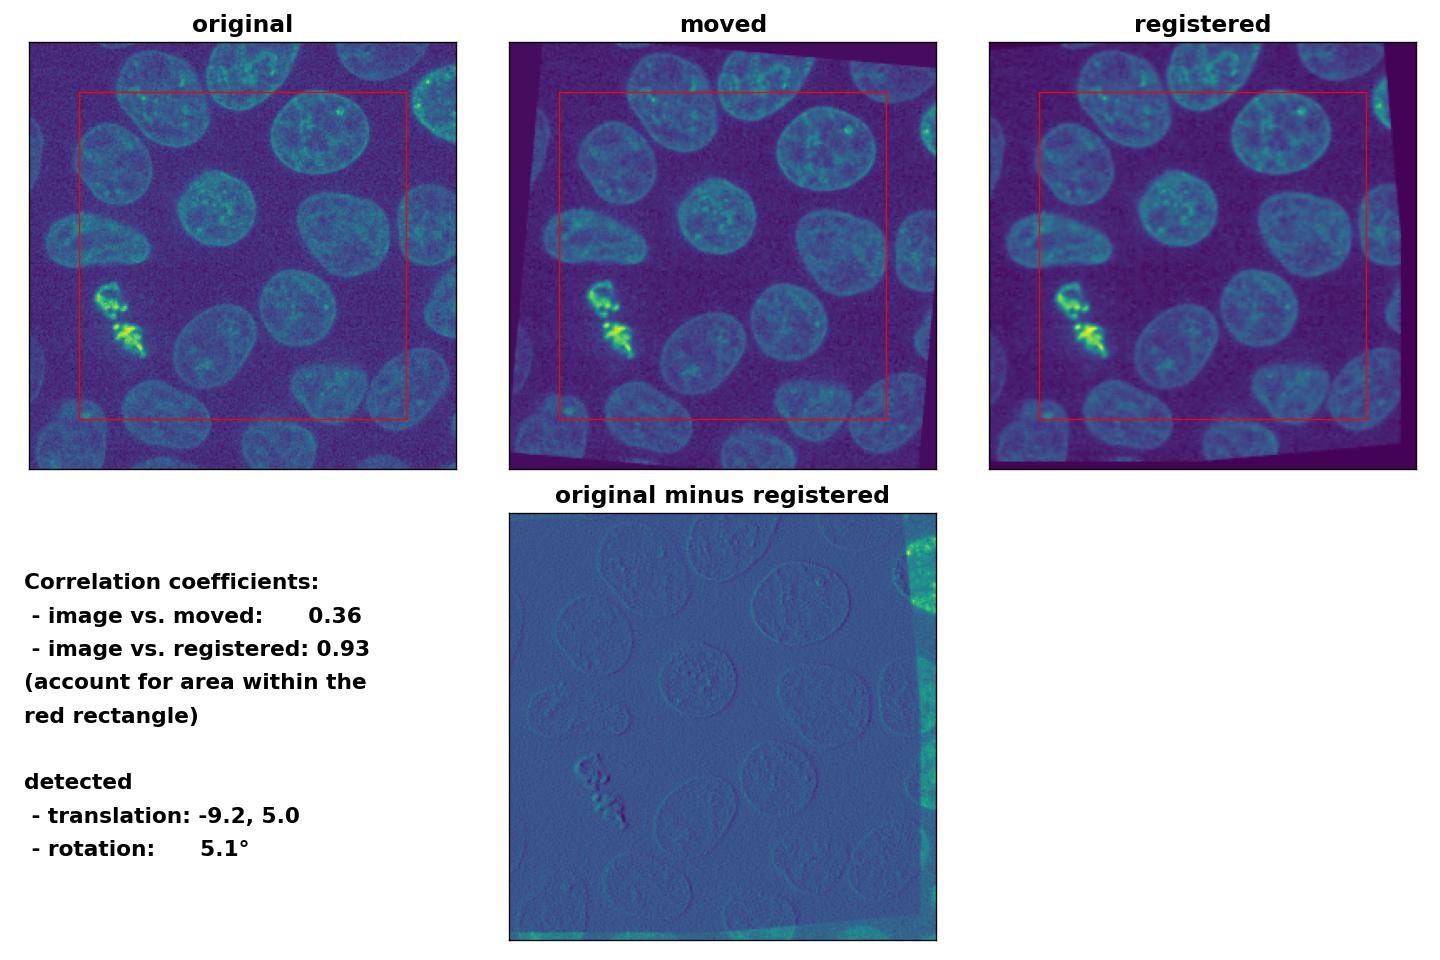 original
moved
registered
original minus registered
Correlation coefficients:
- image vs. moved: 0.36
- image vs. registered: 0.93
(account for area within the
red rectangle)
detected
- translation: -9.2, 5.0
- rotation: 5.1°